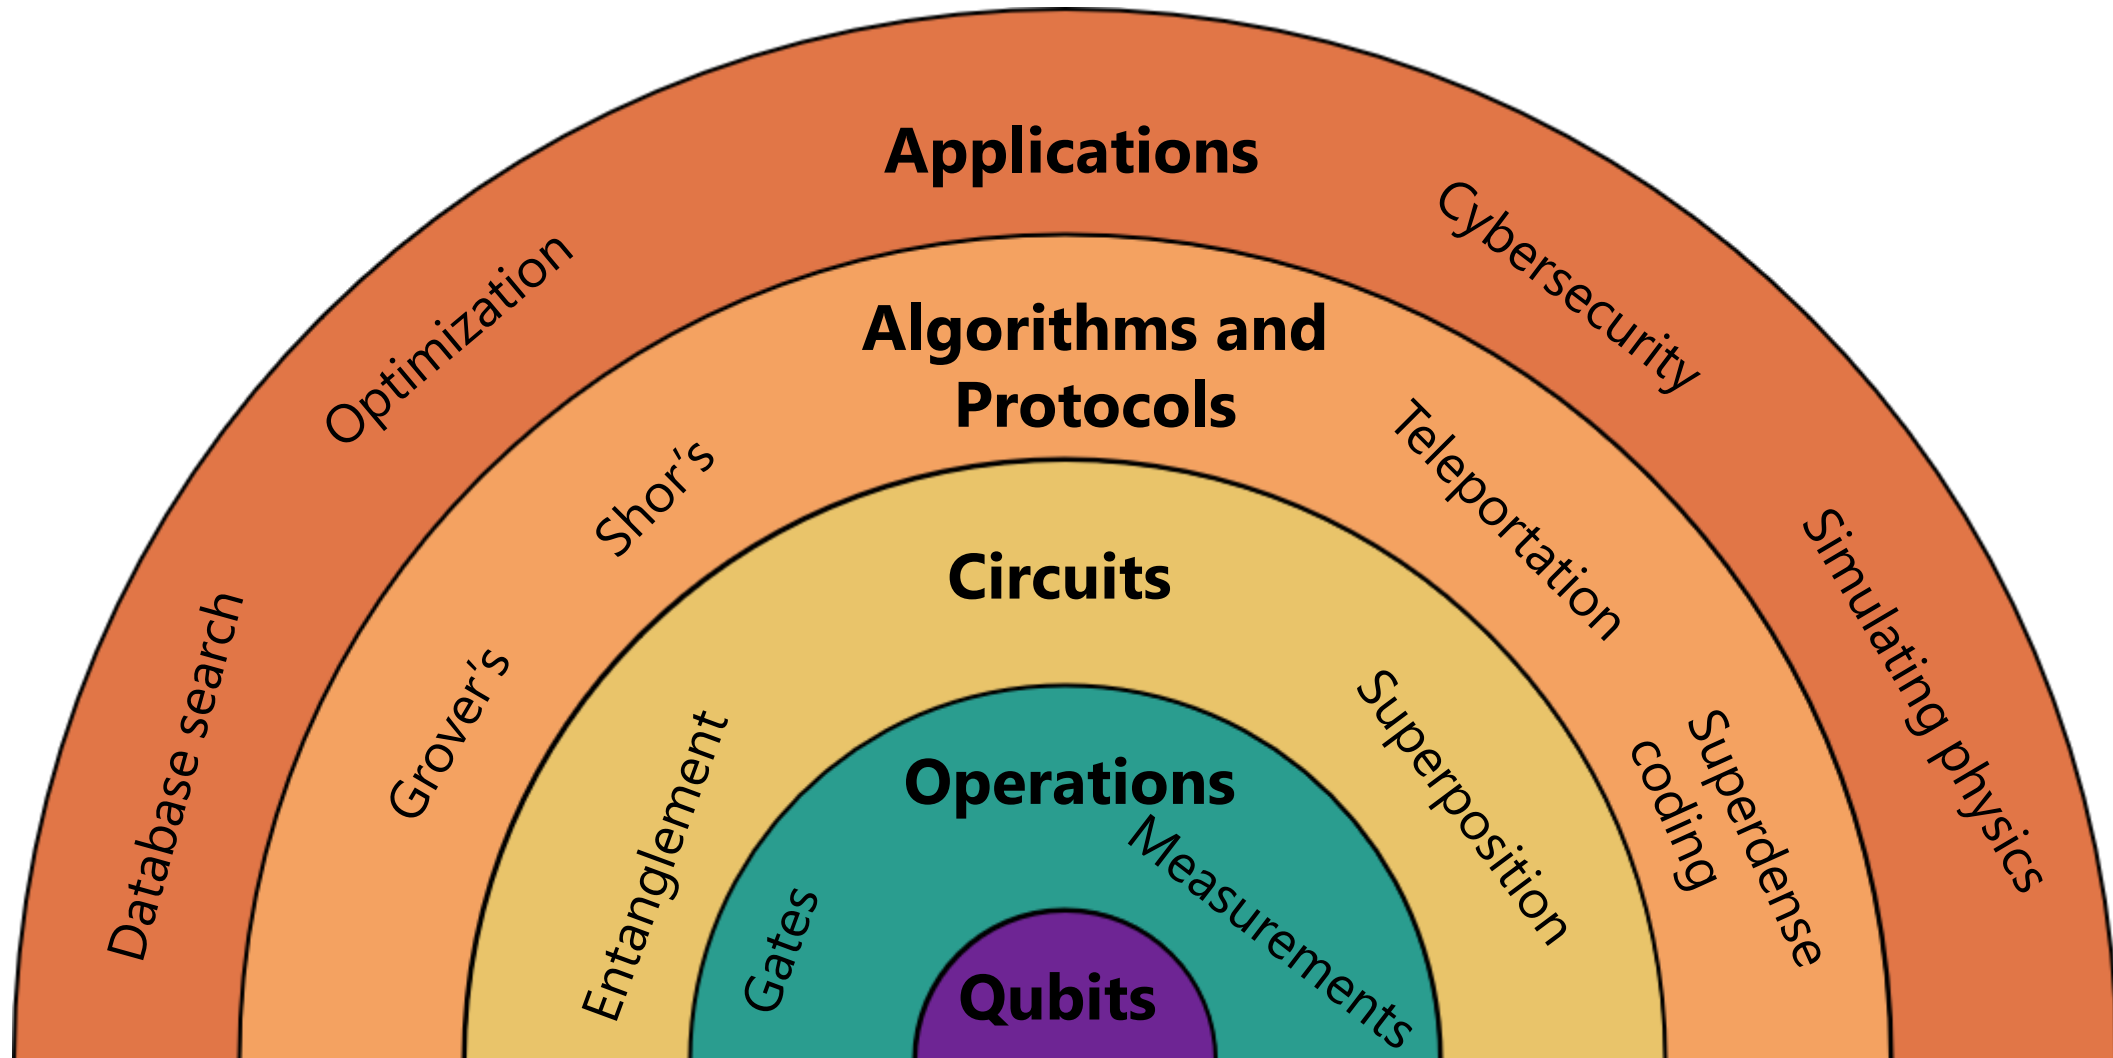 Applications
Optimization
Cybersecurity
Database search
Simulating physics
Algorithms and
Protocols
Shor's
Teleportation
Grover's
Superdense
coding
Circuits
Entanglement
Superposition
Operations
Gates
Measurements
Qubits